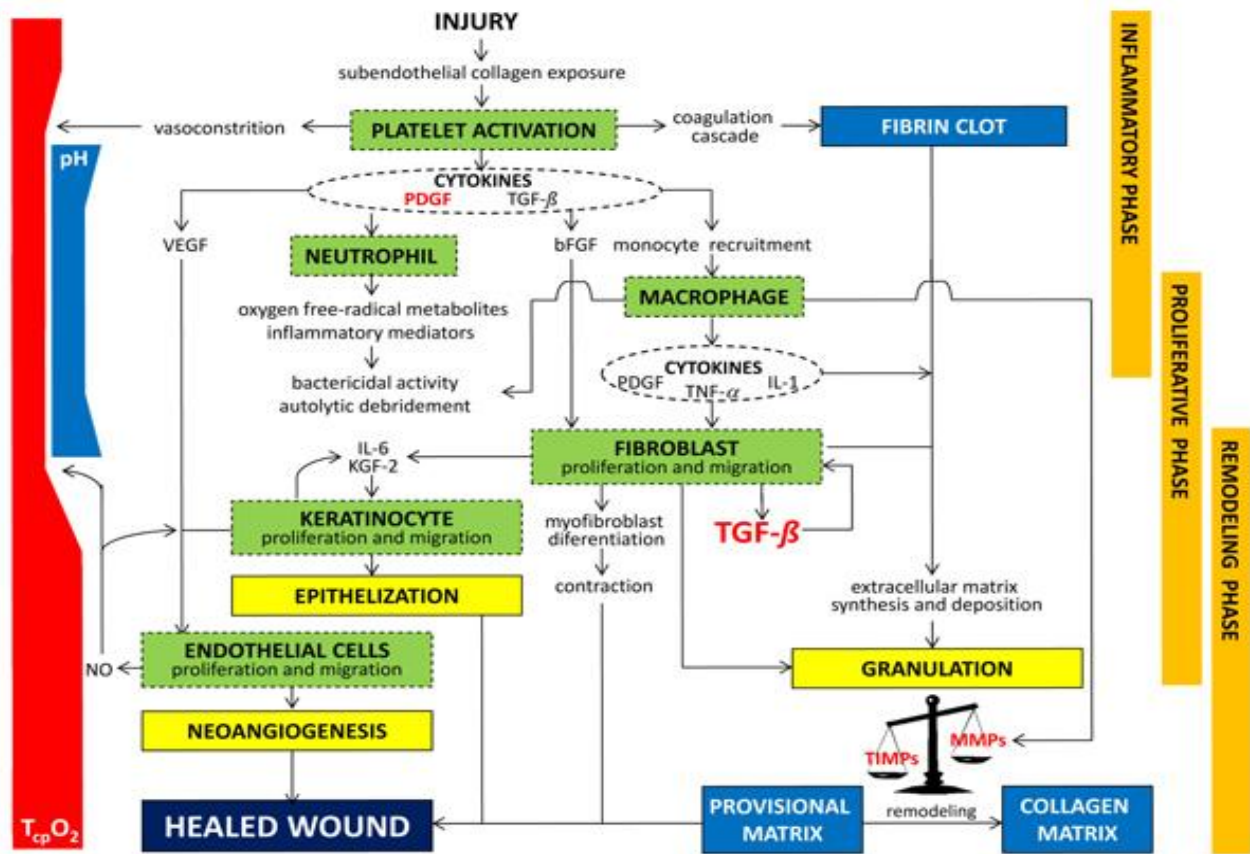 INJURY
subendothelial collagen exposure
vasoconstrition
PLATELET ACTIVATION
coagulation
cascade
FIBRIN CLOT
pH
CYTOKINES
PDGF TGF-ß
VEGF
NEUTROPHIL
bFGF
monocyte recruitment
MACROPHAGE
oxygen free-radical metabolites
inflammatory mediators
bactericidal activity
autolytic debridement
CYTOKINES
PDGF TNF-α IL-1
IL-6
KGF-2
FIBROBLAST
proliferation and migration
KERATINOCYTE
proliferation and migration
myofibroblast
diferentiation
TGF-ß
contraction
EPITHELIZATION
extracellular matrix
synthesis and deposition
ENDOTHELIAL CELLS
proliferation and migration
NO
GRANULATION
NEOANGIOGENESIS
TIMPs MMPs
HEALED WOUND
PROVISIONAL
MATRIX
remodeling
COLLAGEN
MATRIX
TcpO2
INFLAMMATORY PHASE
PROLIFERATIVE PHASE
REMODELING PHASE